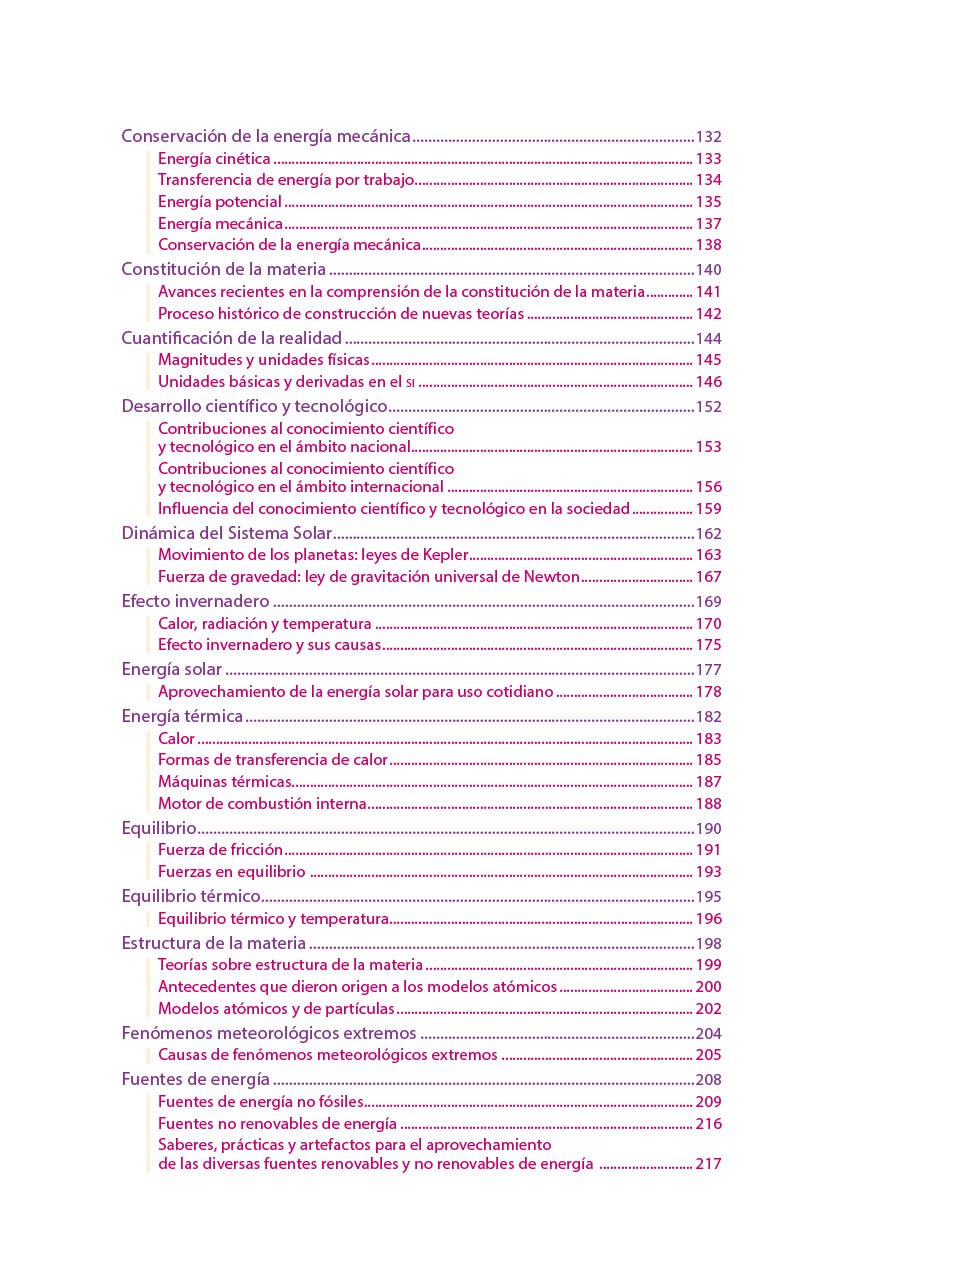 Conservación de la energía mecánica.......................................................................132
Energía cinética.................................................................................................................... 133
Transferencia de energía por trabajo............................................................................. 134
Energía potencial................................................................................................................. 135
Energía mecánica................................................................................................................. 137
Conservación de la energía mecánica........................................................................... 138
Constitución de la materia............................................................................................140
Avances recientes en la comprensión de la constitución de la materia............. 141
Proceso histórico de construcción de nuevas teorías.............................................. 142
Cuantificación de la realidad........................................................................................144
Magnitudes y unidades físicas......................................................................................... 145
Unidades básicas y derivadas en el SI............................................................................ 146
Desarrollo científico y tecnológico.............................................................................152
Contribuciones al conocimiento científico
y tecnológico en el ámbito nacional.............................................................................. 153
Contribuciones al conocimiento científico
y tecnológico en el ámbito internacional.................................................................... 156
Influencia del conocimiento científico y tecnológico en la sociedad................. 159
Dinámica del Sistema Solar...........................................................................................162
Movimiento de los planetas: leyes de Kepler.............................................................. 163
Fuerza de gravedad: ley de gravitación universal de Newton............................... 167
Efecto invernadero..........................................................................................................169
Calor, radiación y temperatura........................................................................................ 170
Efecto invernadero y sus causas...................................................................................... 175
Energía solar......................................................................................................................177
Aprovechamiento de la energía solar para uso cotidiano...................................... 178
Energía térmica.................................................................................................................182
Calor......................................................................................................................................... 183
Formas de transferencia de calor.................................................................................... 185
Máquinas térmicas............................................................................................................... 187
Motor de combustión interna.......................................................................................... 188
Equilibrio.............................................................................................................................190
Fuerza de fricción................................................................................................................. 191
Fuerzas en equilibrio.......................................................................................................... 193
Equilibrio térmico.............................................................................................................195
Equilibrio térmico y temperatura.................................................................................... 196
Estructura de la materia.................................................................................................198
Teorías sobre estructura de la materia.......................................................................... 199
Antecedentes que dieron origen a los modelos atómicos..................................... 200
Modelos atómicos y de partículas.................................................................................. 202
Fenómenos meteorológicos extremos.....................................................................204
Causas de fenómenos meteorológicos extremos..................................................... 205
Fuentes de energía..........................................................................................................208
Fuentes de energía no fósiles........................................................................................... 209
Fuentes no renovables de energía................................................................................. 216
Saberes, prácticas y artefactos para el aprovechamiento
de las diversas fuentes renovables y no renovables de energía.......................... 217